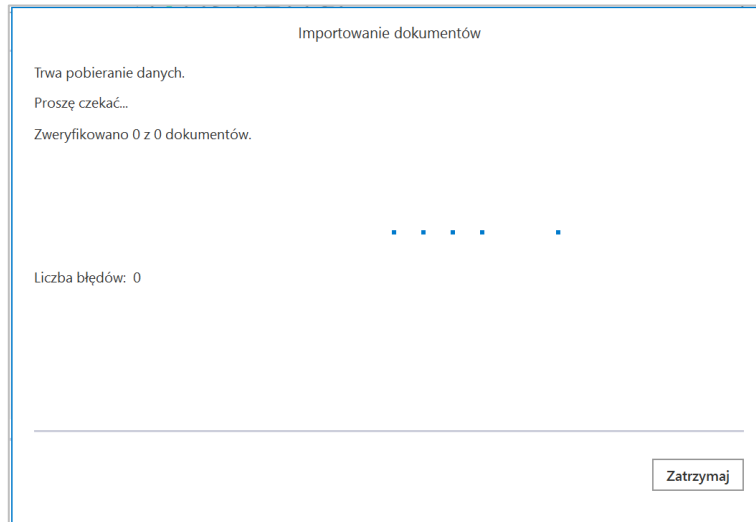 Importowanie dokumentów
Trwa pobieranie danych.
Proszę czekać...
Zweryfikowano 0 z 0 dokumentów.
Liczba błędów: 0
Zatrzymaj